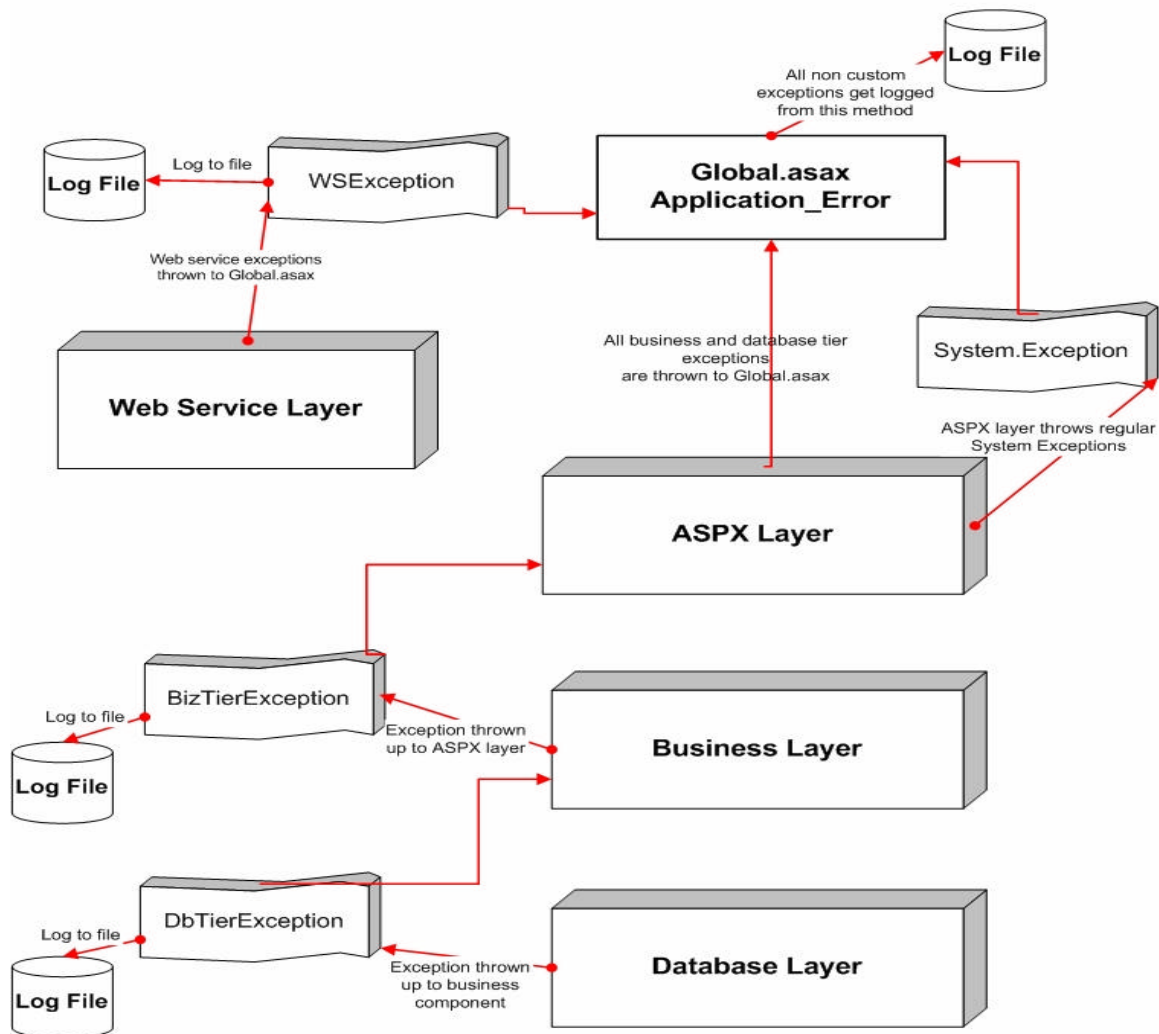 Log File
All non custom
exceptions get logged
from this method
Log File
Log to file
WSException
Global.asax
Application_Error
Web service exceptions
thrown to Global.asax
All business and database tier
exceptions
are thrown to Global.asax
System.Exception
Web Service Layer
ASPX layer throws regular
System Exceptions
ASPX Layer
BizTierException
Log to file
Exception thrown
up to ASPX layer
Business Layer
Log File
DbTierException
Log to file
Exception thrown
up to business
component
Database Layer
Log File